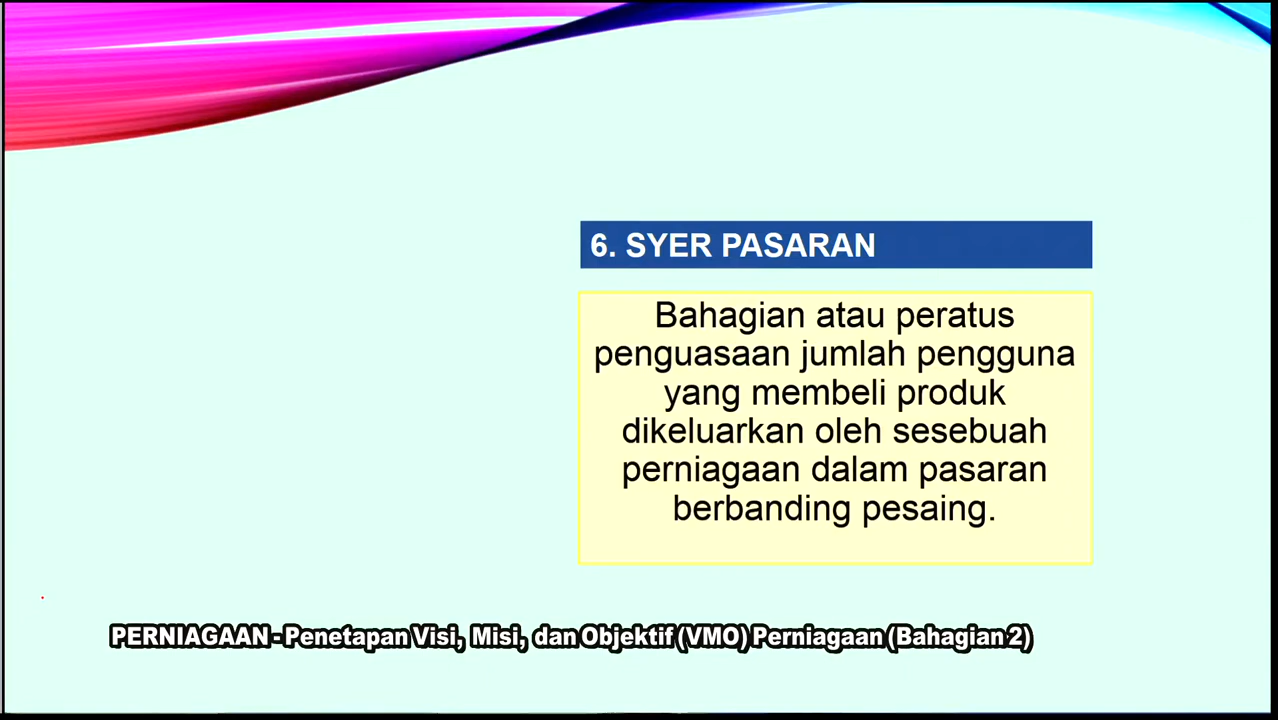 6. SYER PASARAN
Bahagian atau peratus
penguasaan jumlah pengguna
yang membeli produk
dikeluarkan oleh sesebuah
perniagaan dalam pasaran
berbanding pesaing.
PERNIAGAAN - Penetapan Visi, Misi, dan Objektif (VMO) Perniagaan (Bahagian 2)